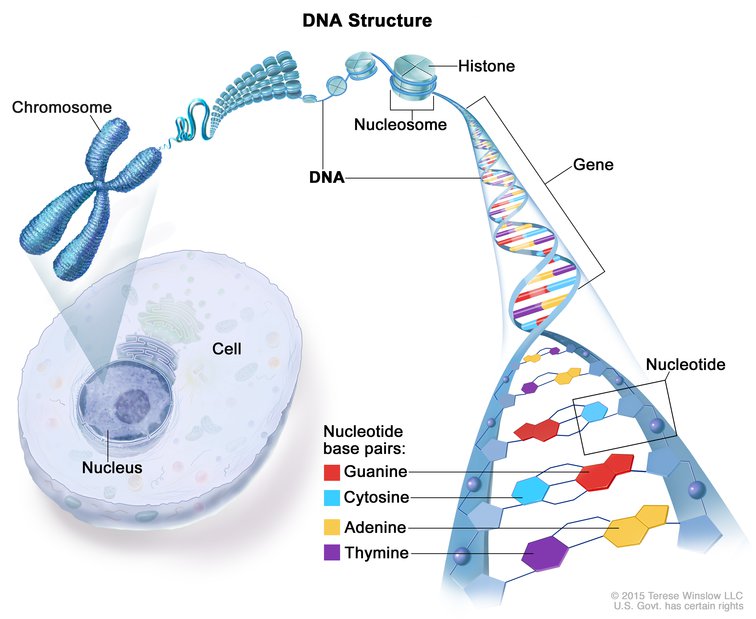 DNA Structure
Histone
Chromosome
Nucleosome
Gene
DNA
Cell
Nucleotide
Nucleus
Nucleotide
base pairs:
Guanine
Cytosine
Adenine
Thymine
© 2015 Terese Winslow LLC
U.S. Govt. has certain rights